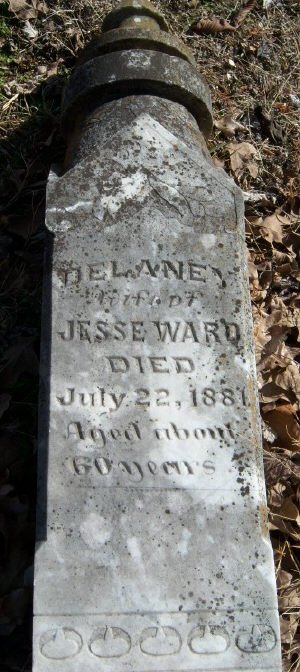 DELANEY
Wife of
JESSE WARD
DIED
July 22, 1881
Aged about
60 years